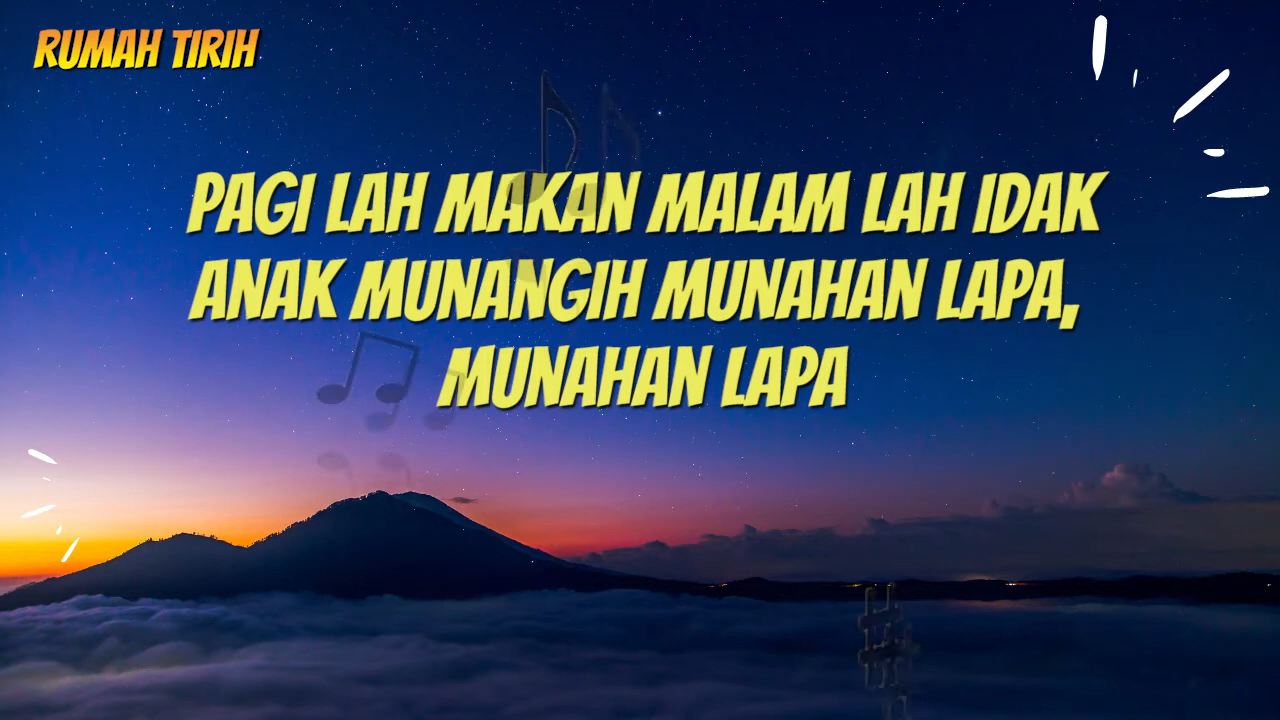 RUMAH TIRIH
PAGI LAH MAKAN MALAM LAH IDAK
ANAK MUNANGIH MUNAHAN LAPA,
MUNAHAN LAPA